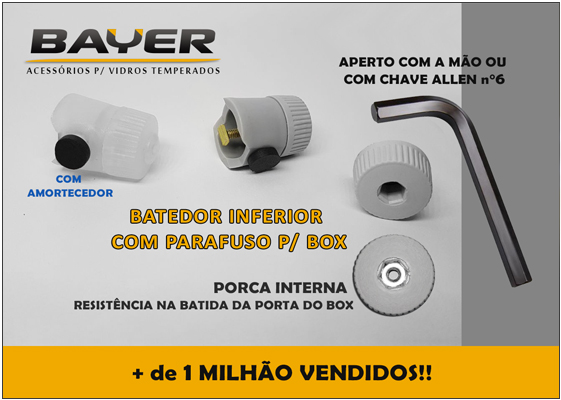 BAYER
ACESSÓRIOS P/ VIDROS TEMPERADOS
APERTO COM A MÃO OU
COM CHAVE ALLEN nº6
COM
AMORTECEDOR
BATEDOR INFERIOR
COM PARAFUSO P/ BOX
PORCA INTERNA
RESISTÊNCIA NA BATIDA DA PORTA DO BOX
+ de 1 MILHÃO VENDIDOS!!